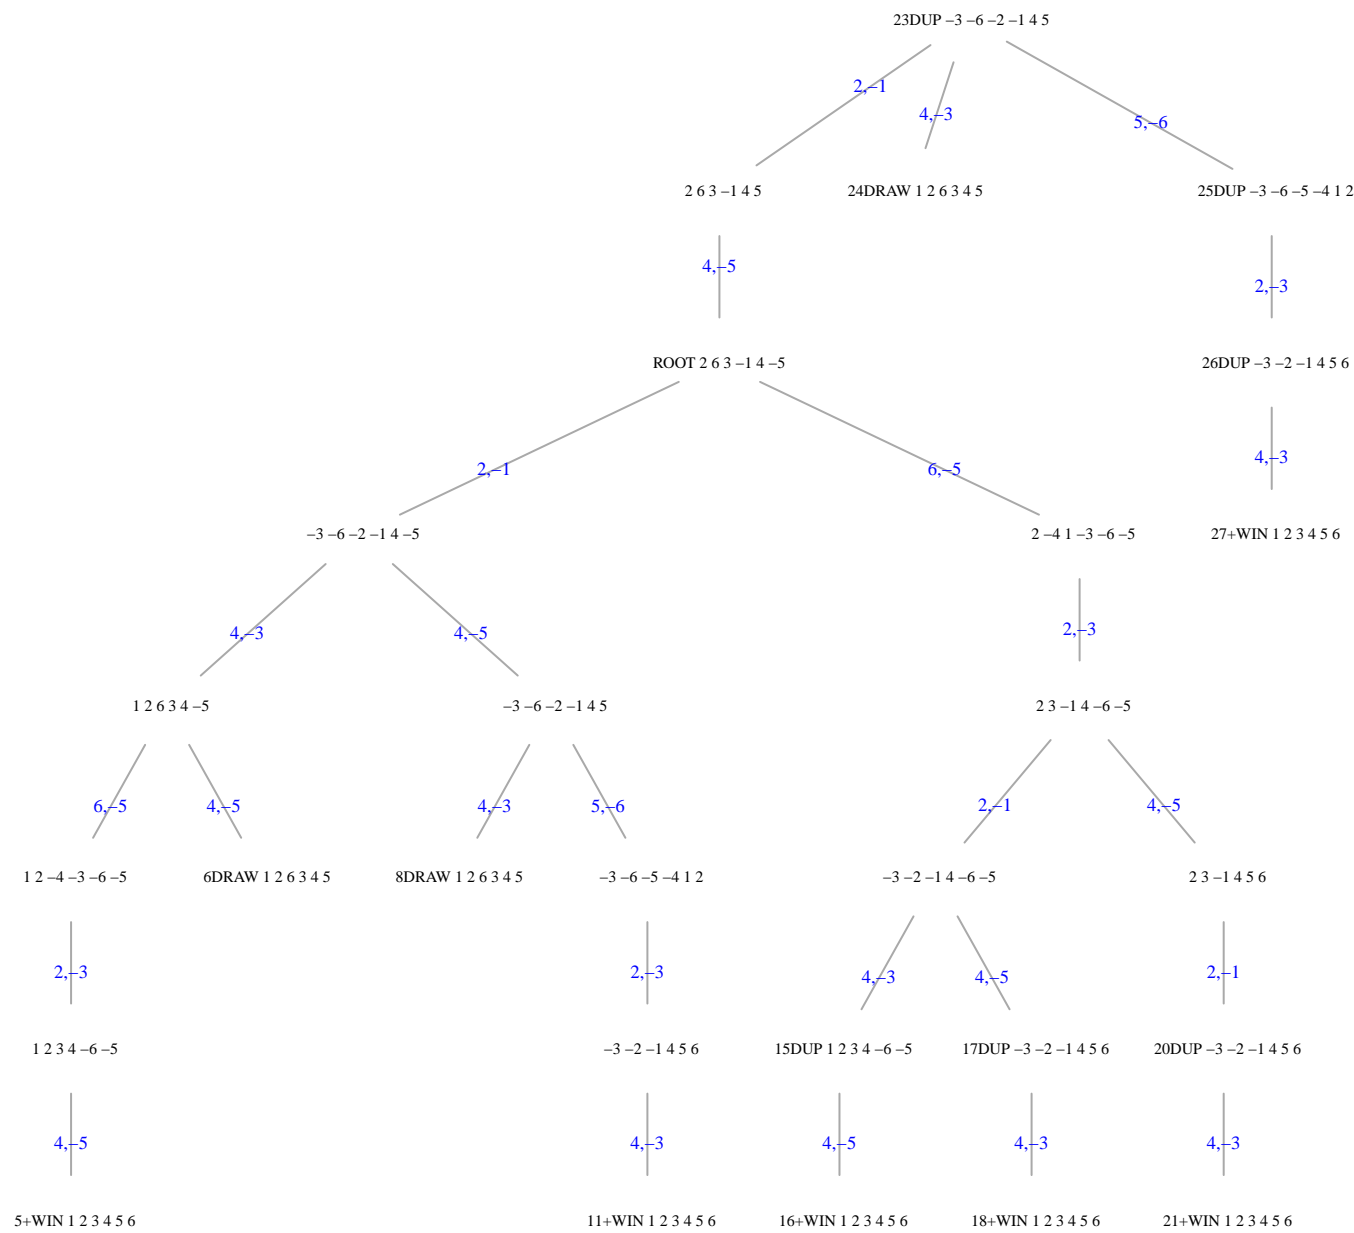 23DUP −3 −6 −2 −1 4 5
2,−1
4,−3
5,−6
2 6 3 −1 4 5
24DRAW 1 2 6 3 4 5
25DUP −3 −6 −5 −4 1 2
4,−5
2,−3
ROOT 2 6 3 −1 4 −5
26DUP −3 −2 −1 4 5 6
2,−1
6,−5
4,−3
−3 −6 −2 −1 4 −5
2 −4 1 −3 −6 −5
27+WIN 1 2 3 4 5 6
4,−3
4,−5
2,−3
1 2 6 3 4 −5
−3 −6 −2 −1 4 5
2 3 −1 4 −6 −5
6,−5
4,−5
4,−3
5,−6
2,−1
4,−5
1 2 −4 −3 −6 −5
6DRAW 1 2 6 3 4 5
8DRAW 1 2 6 3 4 5
−3 −6 −5 −4 1 2
−3 −2 −1 4 −6 −5
2 3 −1 4 5 6
2,−3
2,−3
4,−3
4,−5
2,−1
1 2 3 4 −6 −5
−3 −2 −1 4 5 6
15DUP 1 2 3 4 −6 −5
17DUP −3 −2 −1 4 5 6
20DUP −3 −2 −1 4 5 6
4,−5
4,−3
4,−5
4,−3
4,−3
5+WIN 1 2 3 4 5 6
11+WIN 1 2 3 4 5 6
16+WIN 1 2 3 4 5 6
18+WIN 1 2 3 4 5 6
21+WIN 1 2 3 4 5 6